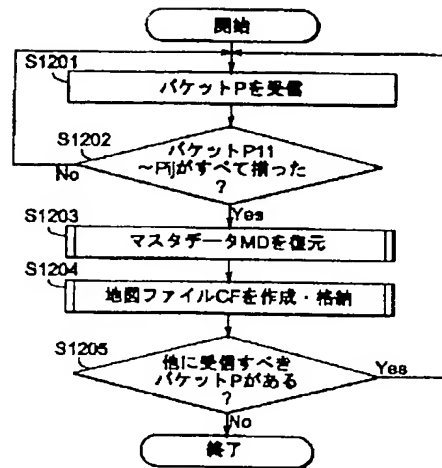 開始
S1201
パケットPを受信
S1202
パケットP11
～Pijがすべて揃った
?
No
Yes
S1203
マスタデータMDを復元
S1204
地図ファイルCFを作成・格納
S1205
他に受信すべき
パケットPがある
?
Yes
No
終了